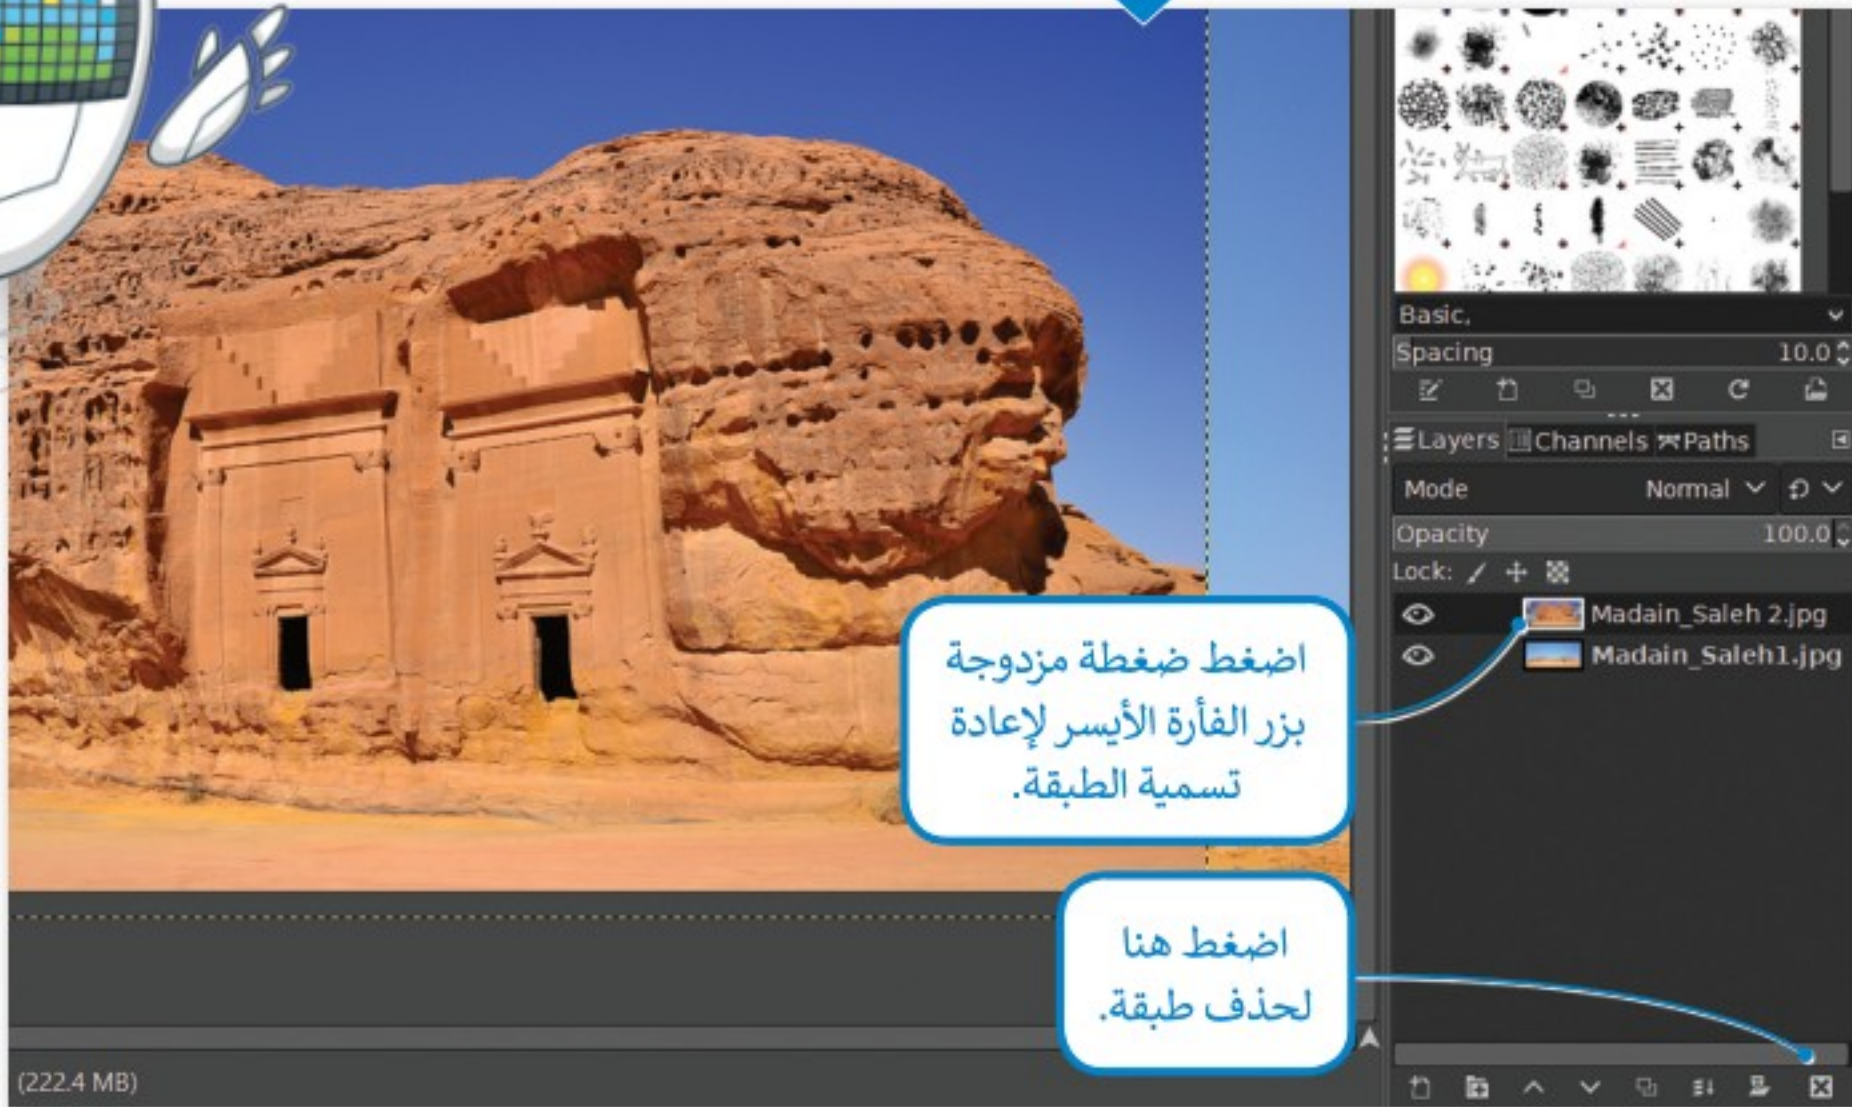 Basic,
Spacing 10.0
Layers Channels Paths
Mode Normal
Opacity 100.0
Lock:
Madain_Saleh 2.jpg
Madain_Saleh1.jpg
اضغط ضغطة مزدوجة
بزر الفأرة الأيسر لإعادة
تسمية الطبقة.
اضغط هنا
لحذف طبقة.
(222.4 MB)